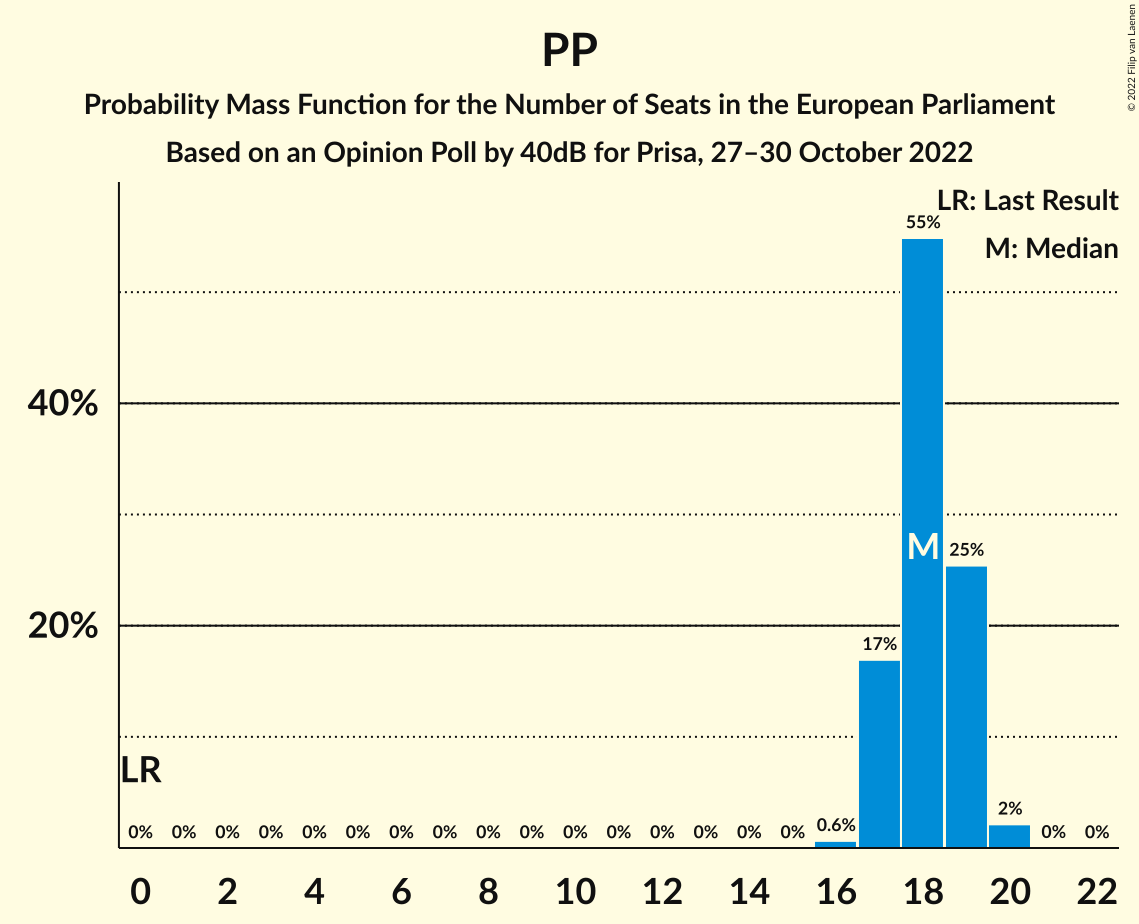 PP
Probability Mass Function for the Number of Seats in the European Parliament
Based on an Opinion Poll by 40dB for Prisa, 27–30 October 2022
© 2022 Filip van Laenen
LR: Last Result
M: Median
55%
40%
M
25%
20%
17%
LR
0% 0% 0% 0% 0% 0% 0% 0% 0% 0% 0% 0% 0% 0% 0% 0% 0.6% 2% 0% 0%
0 2 4 6 8 10 12 14 16 18 20 22